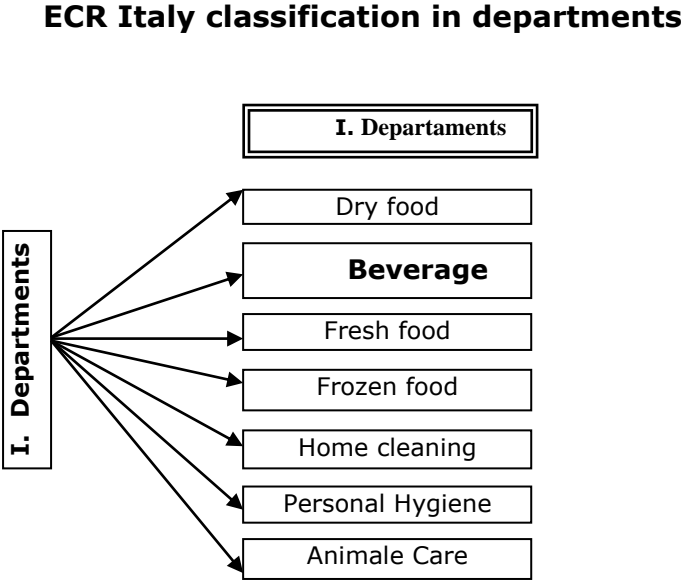 ECR Italy classification in departments
I. Departaments
I. Departments
Dry food
Beverage
Fresh food
Frozen food
Home cleaning
Personal Hygiene
Animale Care